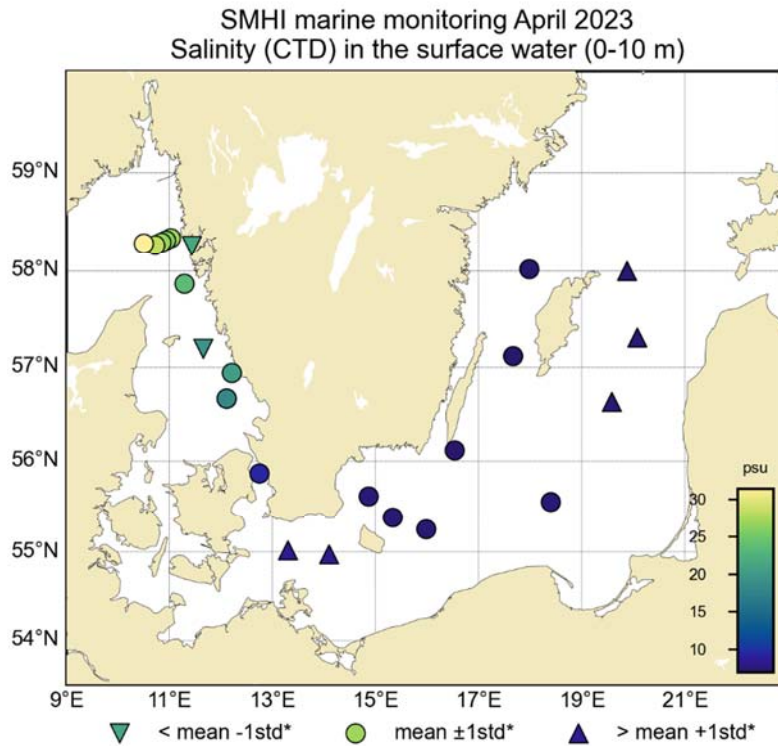 SMHI marine monitoring April 2023
Salinity (CTD) in the surface water (0-10 m)
59°N
58°N
57°N
56°N
55°N
54°N
psu
30
25
20
15
10
9°E 11°E 13°E 15°E 17°E 19°E 21°E
< mean -1std* mean ±1std* > mean +1std*